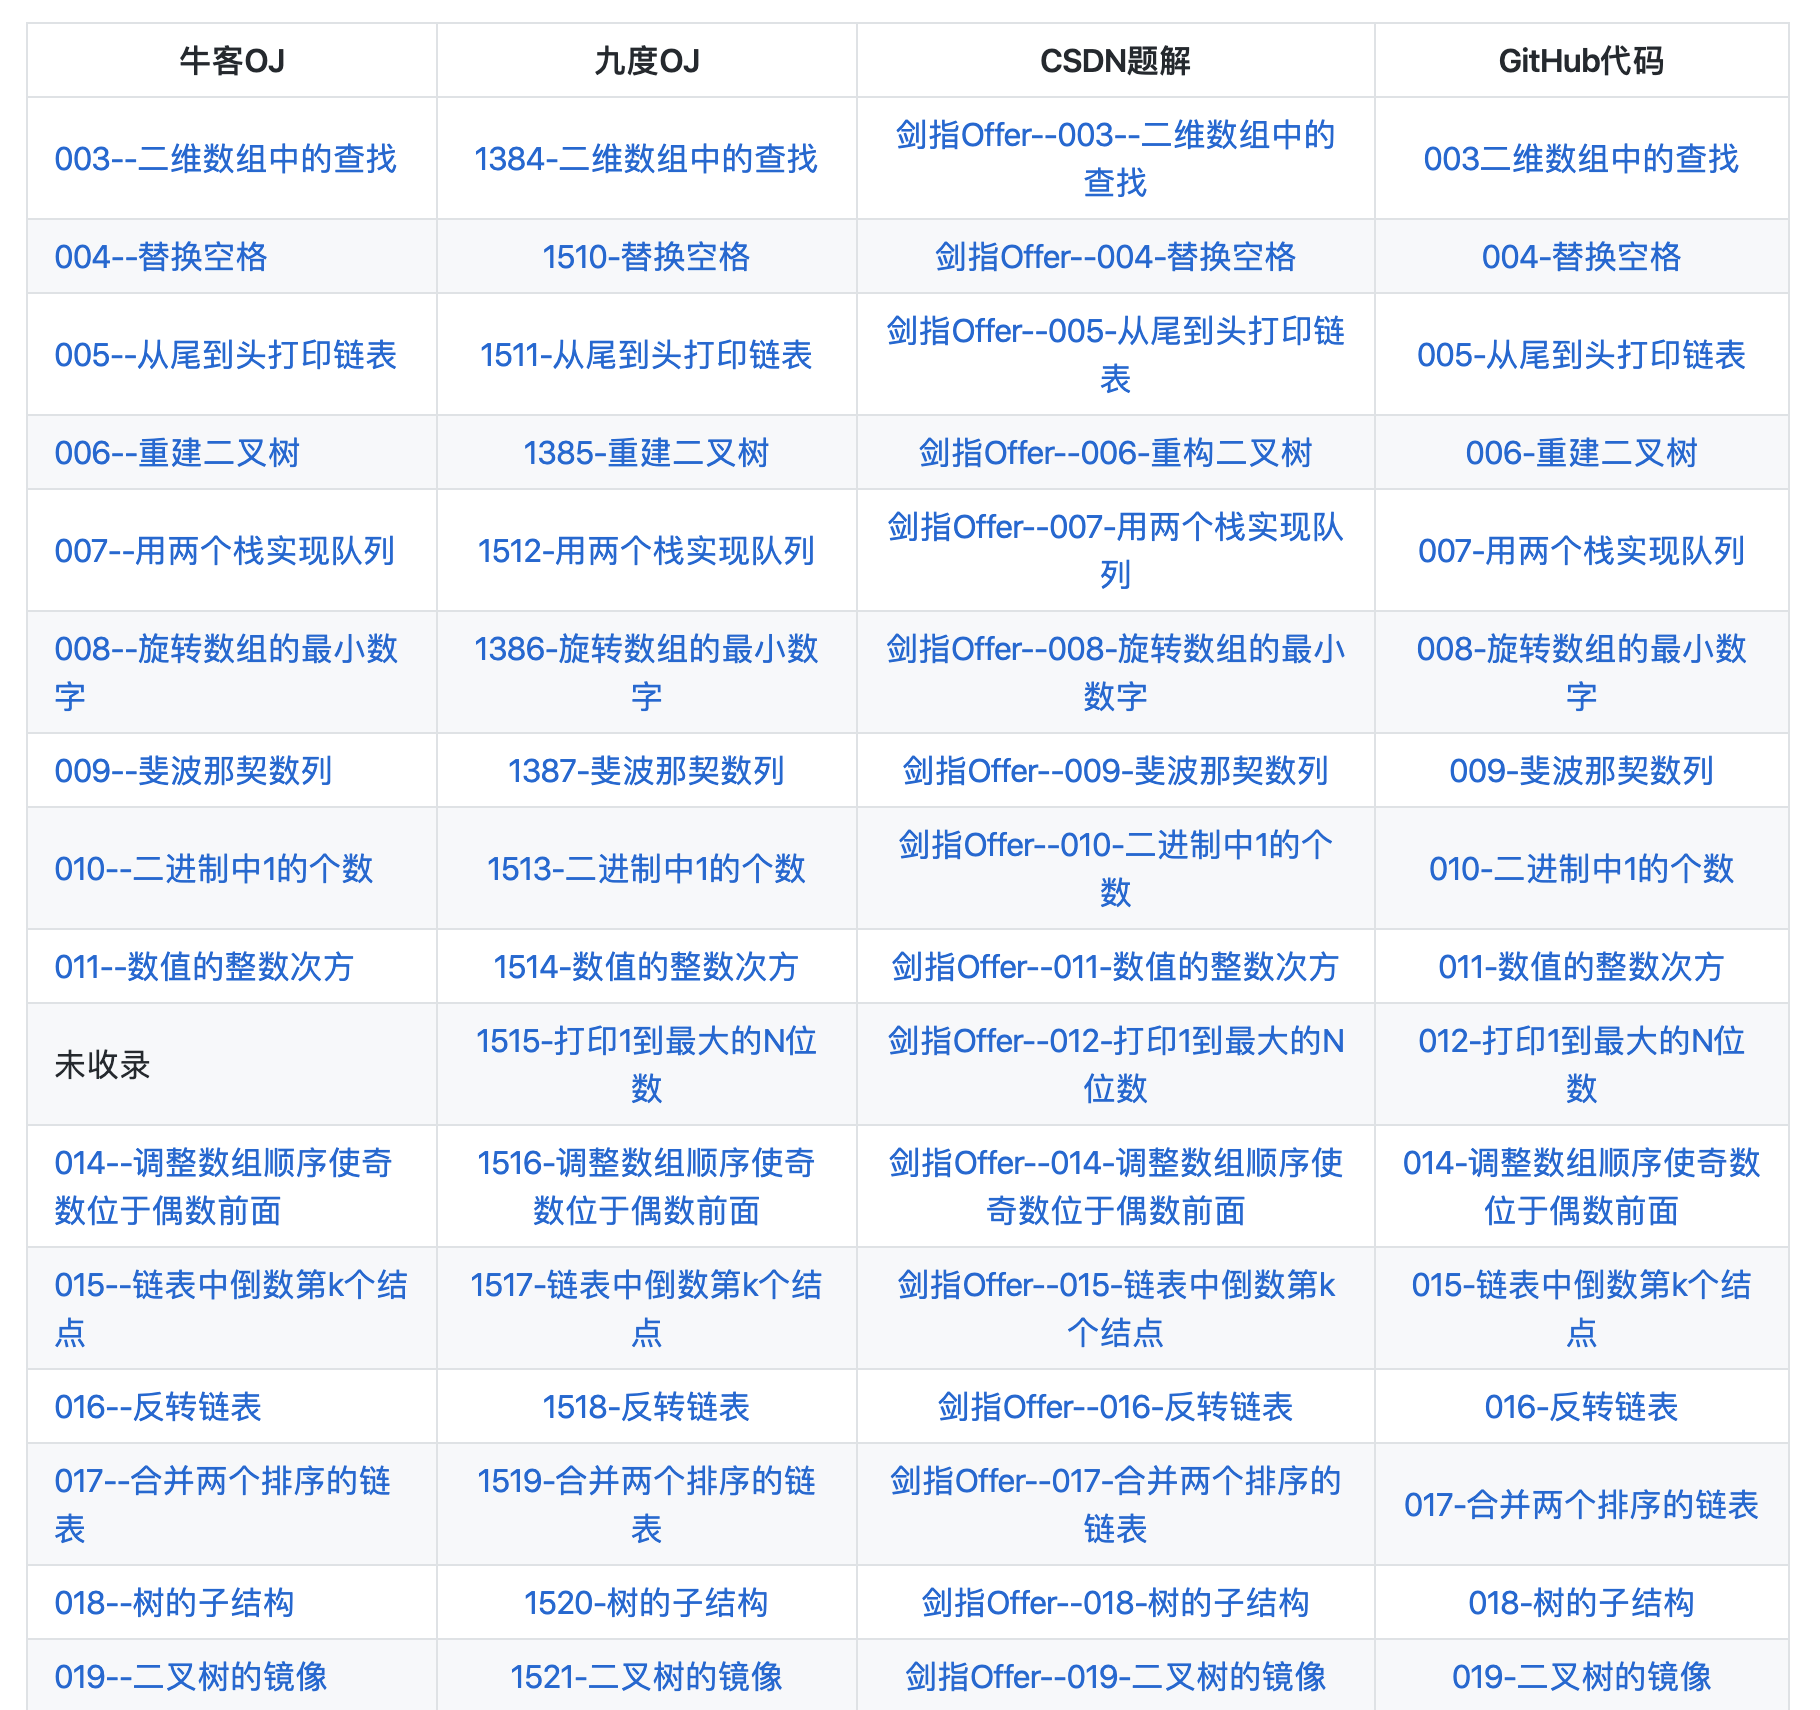 牛客OJ
九度OJ
CSDN题解
GitHub代码
003--二维数组中的查找
1384-二维数组中的查找
剑指Offer--003--二维数组中的
查找
003二维数组中的查找
004--替换空格
1510-替换空格
剑指Offer--004-替换空格
004-替换空格
005--从尾到头打印链表
1511-从尾到头打印链表
剑指Offer--005-从尾到头打印链
表
005-从尾到头打印链表
006--重建二叉树
1385-重建二叉树
剑指Offer--006-重构二叉树
006-重建二叉树
007--用两个栈实现队列
1512-用两个栈实现队列
剑指Offer--007-用两个栈实现队
列
007-用两个栈实现队列
008--旋转数组的最小数
字
1386-旋转数组的最小数
字
剑指Offer--008-旋转数组的最小
数字
008-旋转数组的最小数
字
009--斐波那契数列
1387-斐波那契数列
剑指Offer--009-斐波那契数列
009-斐波那契数列
010--二进制中1的个数
1513-二进制中1的个数
剑指Offer--010-二进制中1的个
数
010-二进制中1的个数
011--数值的整数次方
1514-数值的整数次方
剑指Offer--011-数值的整数次方
011-数值的整数次方
未收录
1515-打印1到最大的N位
数
剑指Offer--012-打印1到最大的N
位数
012-打印1到最大的N位
数
014--调整数组顺序使奇
数位于偶数前面
1516-调整数组顺序使奇
数位于偶数前面
剑指Offer--014-调整数组顺序使
奇数位于偶数前面
014-调整数组顺序使奇数
位于偶数前面
015--链表中倒数第k个结
点
1517-链表中倒数第k个结
点
剑指Offer--015-链表中倒数第k
个结点
015-链表中倒数第k个结
点
016--反转链表
1518-反转链表
剑指Offer--016-反转链表
016-反转链表
017--合并两个排序的链
表
1519-合并两个排序的链
表
剑指Offer--017-合并两个排序的
链表
017-合并两个排序的链表
018--树的子结构
1520-树的子结构
剑指Offer--018-树的子结构
018-树的子结构
019--二叉树的镜像
1521-二叉树的镜像
剑指Offer--019-二叉树的镜像
019-二叉树的镜像